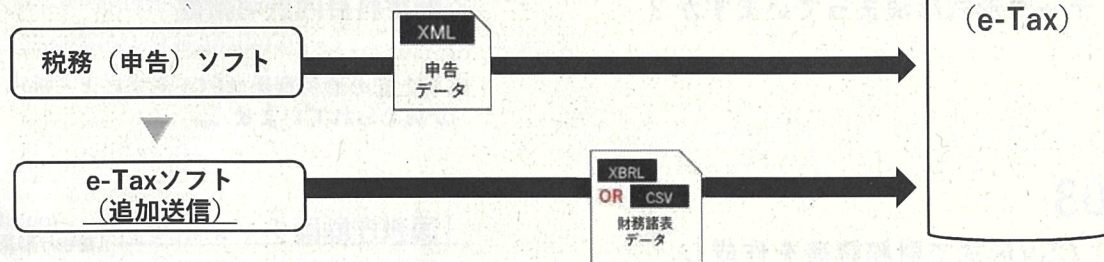 (e-Tax)
XML
税務（申告）ソフト
申告
データ
e-Taxソフト
（追加送信）
XBRL
OR CSV
財務諸表
データ